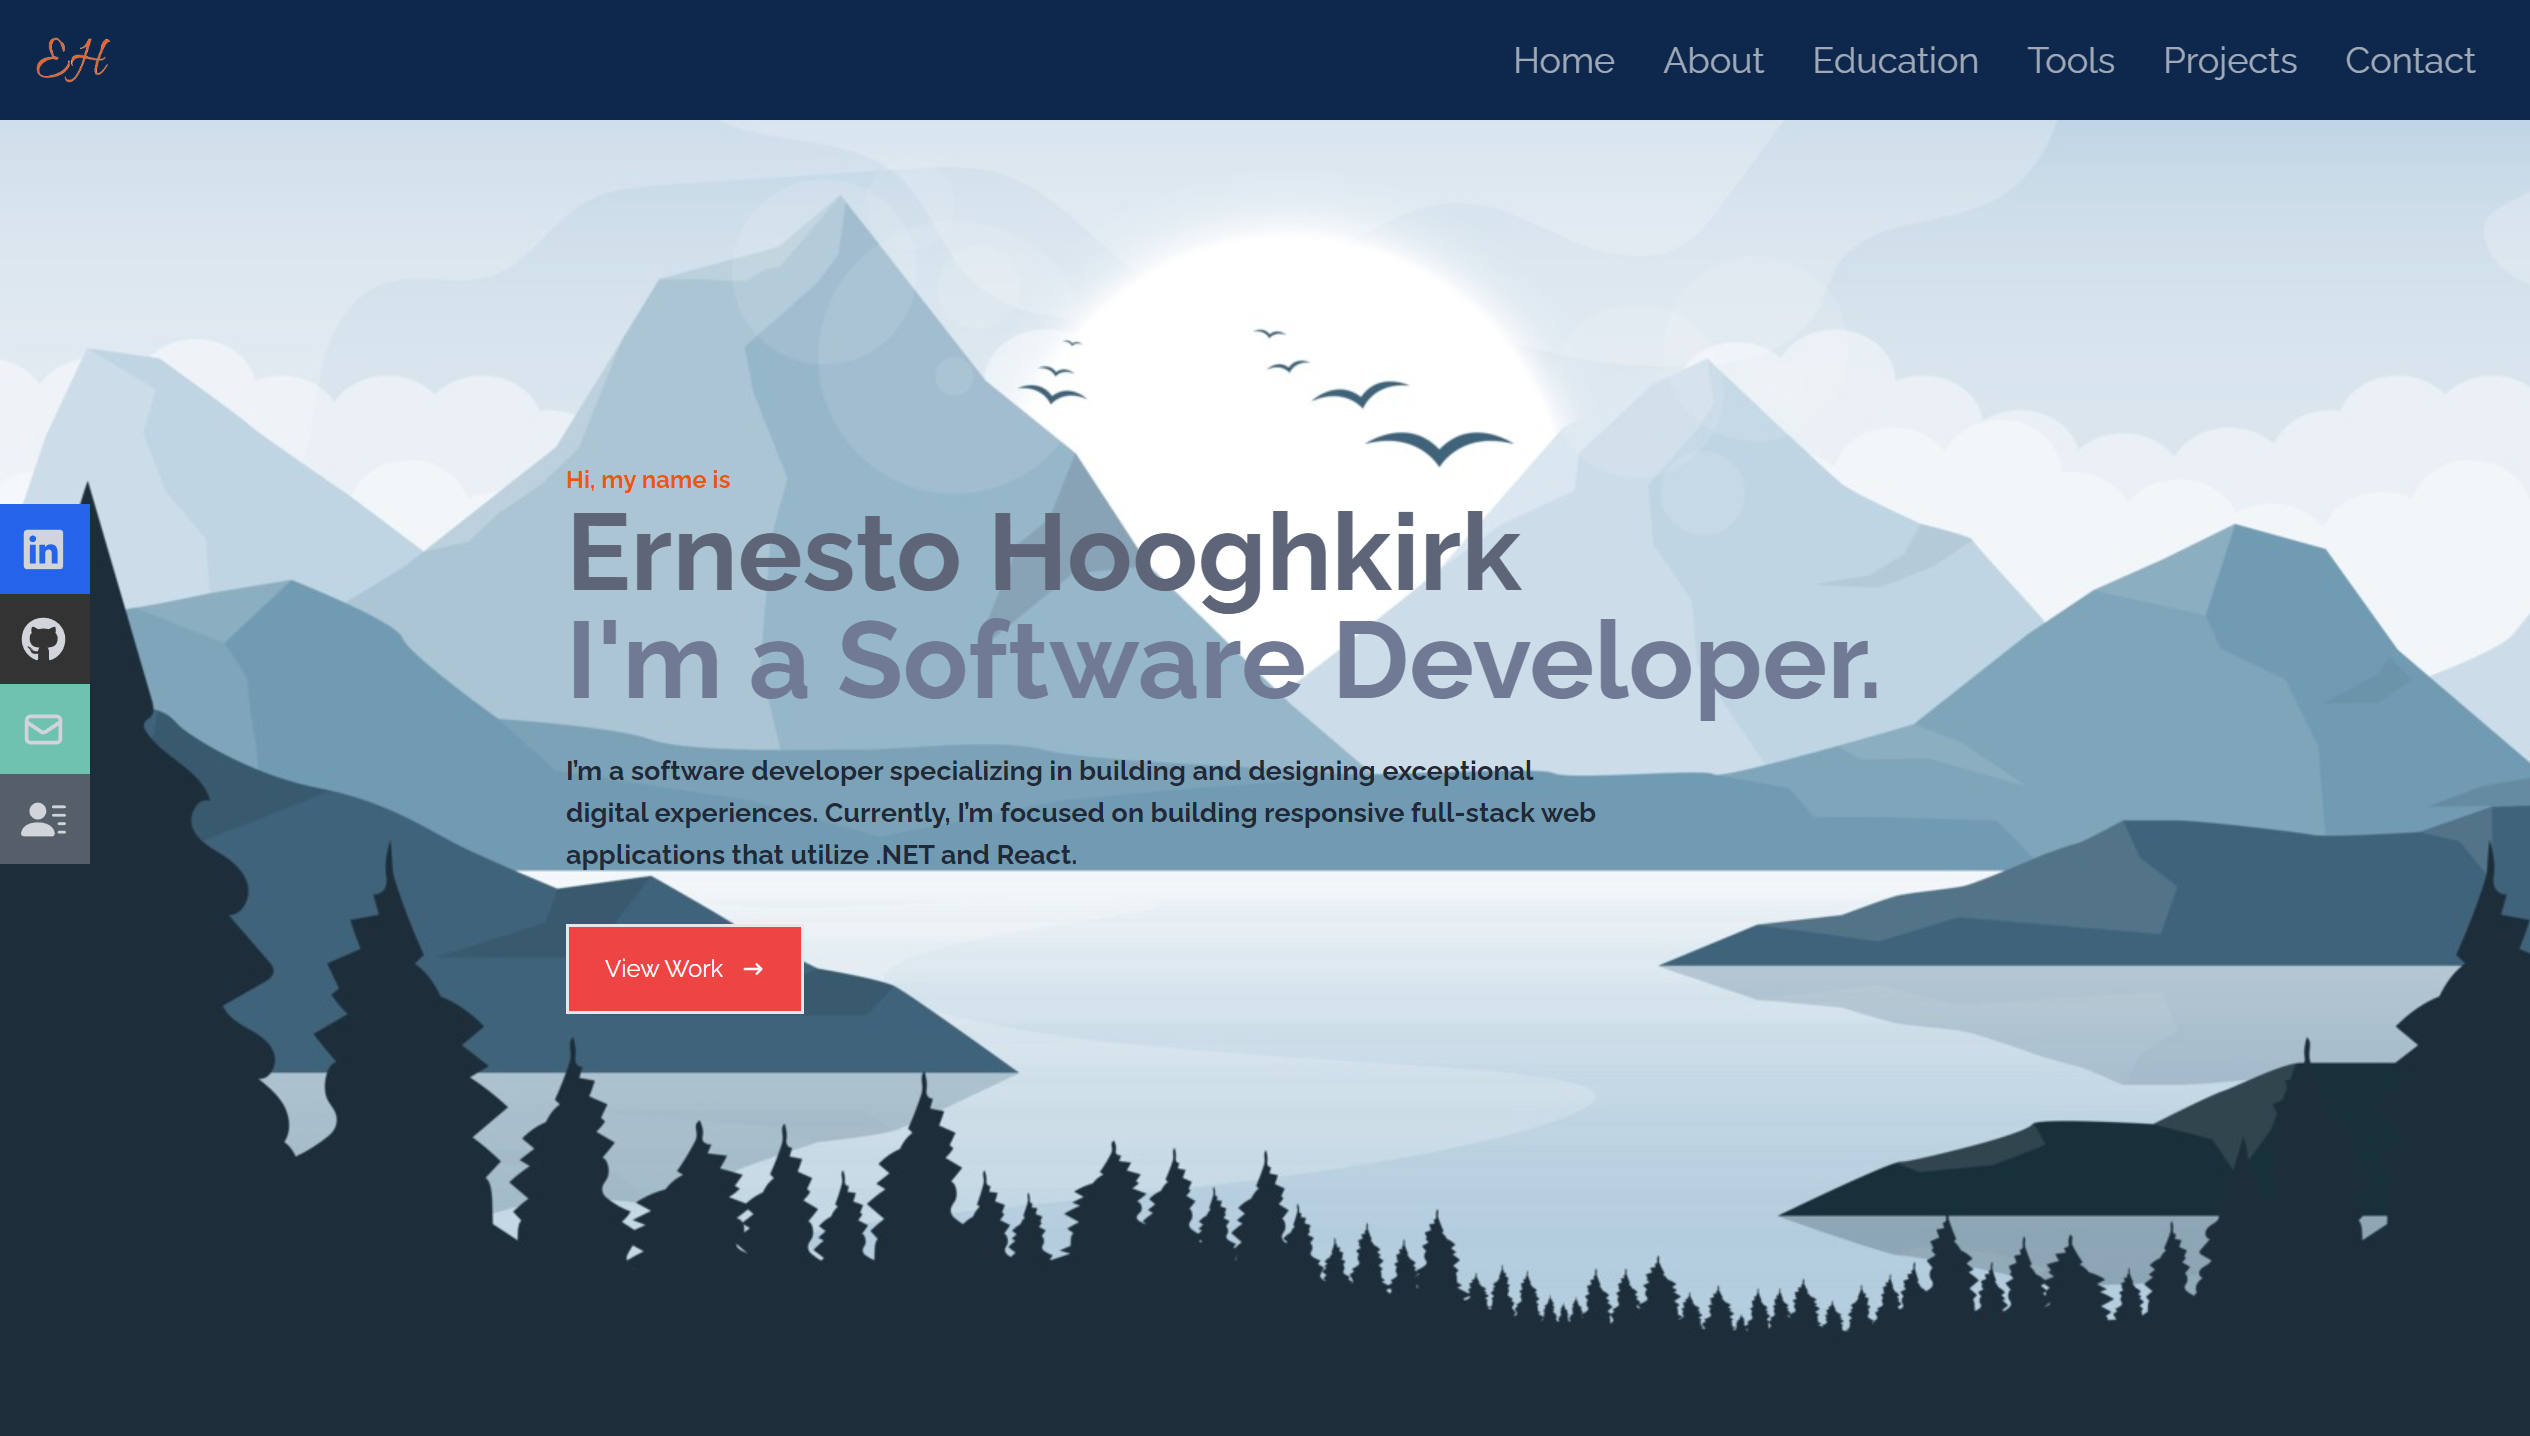 EH
Home About Education Tools Projects Contact
Hi, my name is
Ernesto Hooghkirk
I'm a Software Developer.
I’m a software developer specializing in building and designing exceptional
digital experiences. Currently, I’m focused on building responsive full-stack web
applications that utilize .NET and React.
in
View Work →